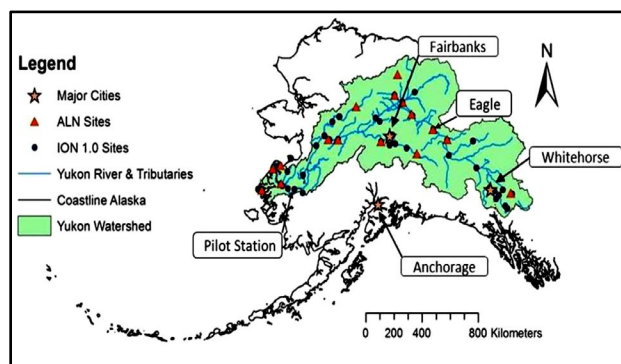 Fairbanks
N
Legend
Major Cities
ALN Sites
ION 1.0 Sites
Yukon River & Tributaries
Coastline Alaska
Yukon Watershed
Eagle
Whitehorse
Pilot Station
Anchorage
0 200 400 800 Kilometers